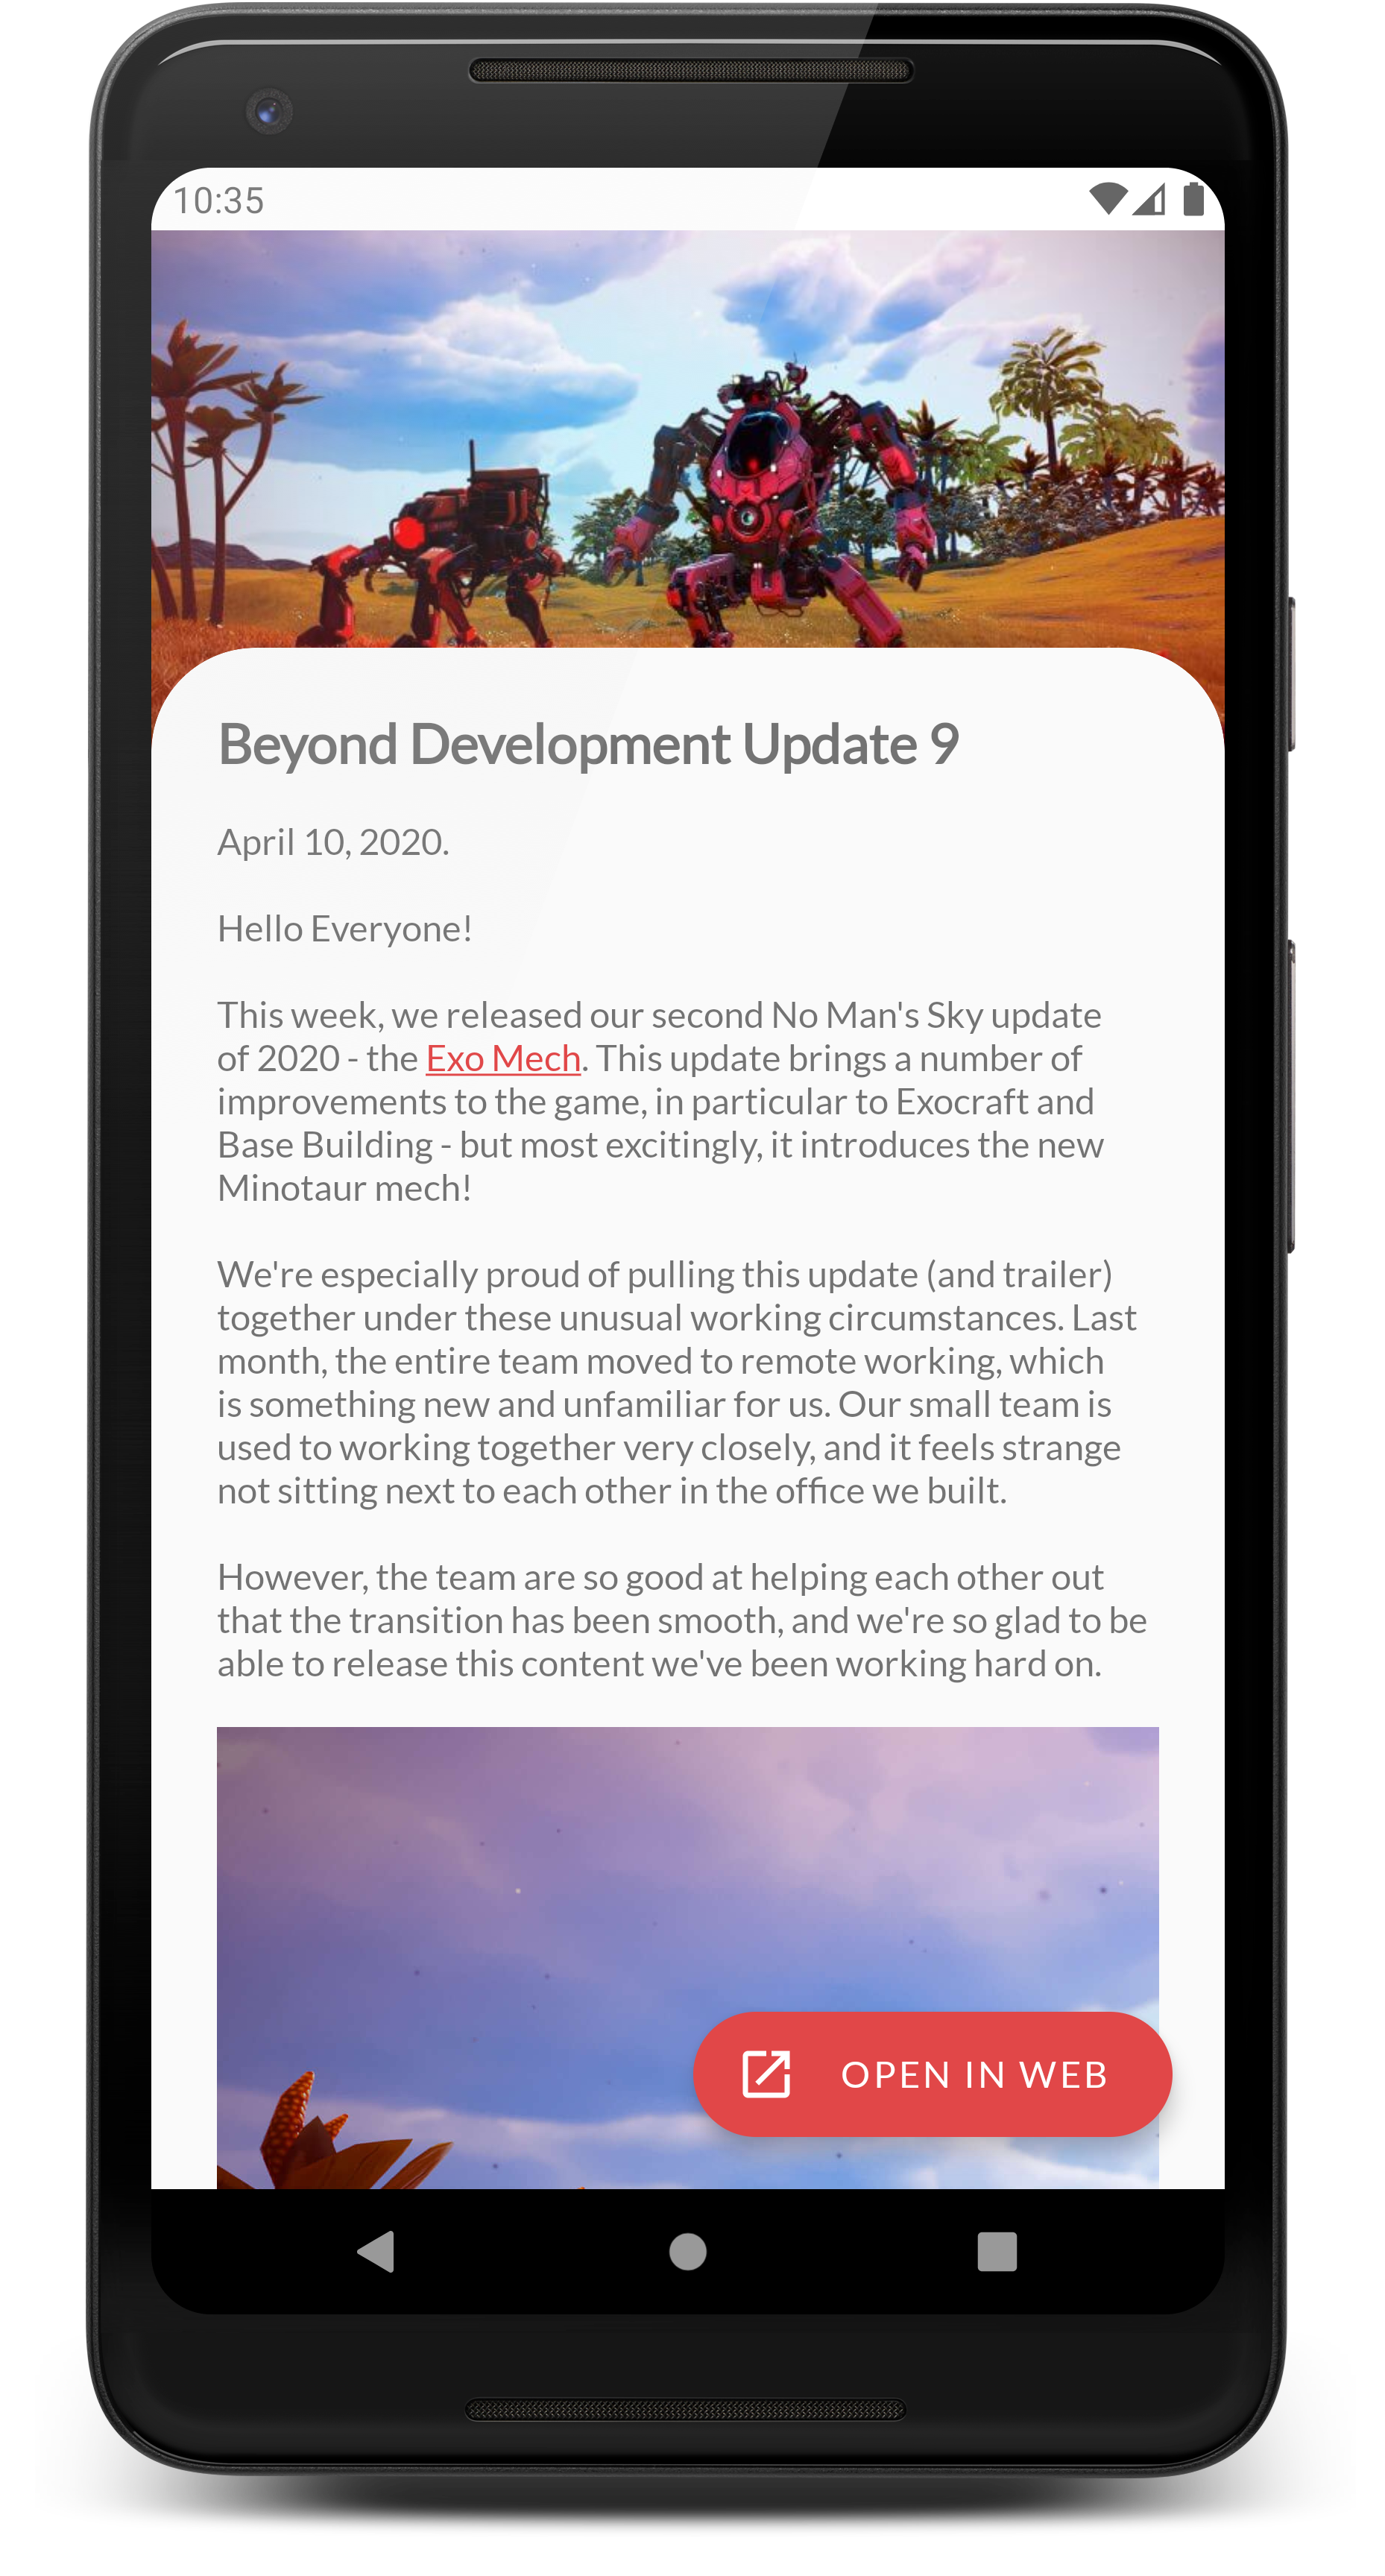 10:35
Beyond Development Update 9
April 10, 2020.
Hello Everyone!
This week, we released our second No Man's Sky update
of 2020 - the Exo Mech. This update brings a number of
improvements to the game, in particular to Exocraft and
Base Building - but most excitingly, it introduces the new
Minotaur mech!
We're especially proud of pulling this update (and trailer)
together under these unusual working circumstances. Last
month, the entire team moved to remote working, which
is something new and unfamiliar for us. Our small team is
used to working together very closely, and it feels strange
not sitting next to each other in the office we built.
However, the team are so good at helping each other out
that the transition has been smooth, and we're so glad to be
able to release this content we've been working hard on.
OPEN IN WEB